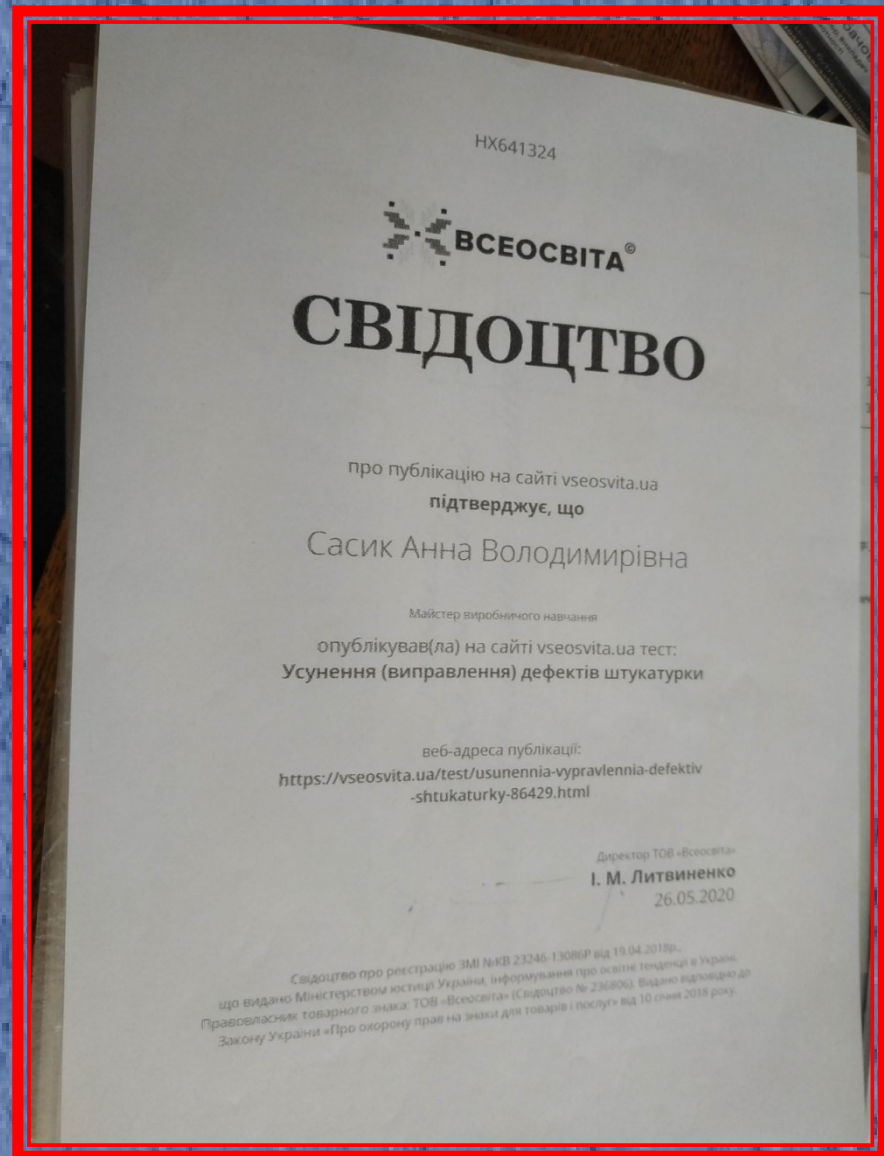 НХ641324
ВСЕОСВІТА©
СВІДОЦТВО
про публікацію на сайті vseosvita.ua
підтверджує, що
Сасик Анна Володимирівна
Майстер виробничого навчання
опублікував(ла) на сайті vseosvita.ua тест:
Усунення (виправлення) дефектів штукатурки
веб-адреса публікації:
https://vseosvita.ua/test/usunennia-vypravlennia-defektiv
-shtukaturky-86429.html
Директор ТОВ «Всеосвіта»
І. М. Литвиненко
26.05.2020
Свідоцтво про реєстрацію ЗМІ №КВ 23246-13086Р від 19.04.2018р.,
що видано Міністерством юстиції України, інформування про освітні тенденції в Україні.
Правовласник товарного знака: ТОВ «Всеосвіта» (Свідоцтво № 236806). Видано відповідно до
Закону України «Про охорону прав на знаки для товарів і послуг» від 10 січня 2018 року.